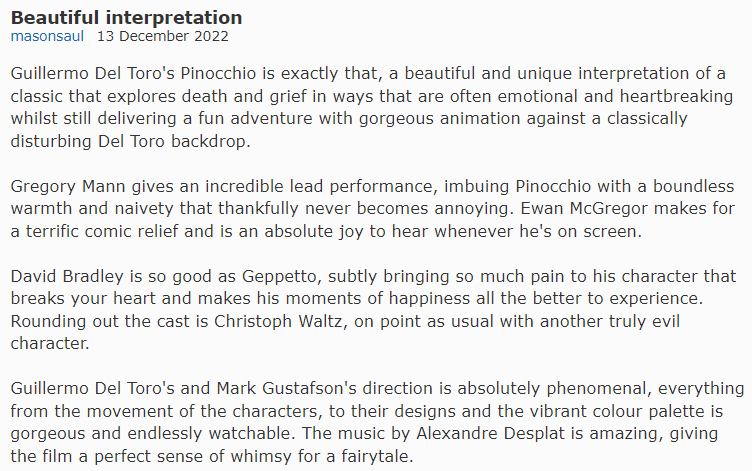 Beautiful interpretation
masonsaul 13 December 2022
Guillermo Del Toro's Pinocchio is exactly that, a beautiful and unique interpretation of a
classic that explores death and grief in ways that are often emotional and heartbreaking
whilst still delivering a fun adventure with gorgeous animation against a classically
disturbing Del Toro backdrop.
Gregory Mann gives an incredible lead performance, imbuing Pinocchio with a boundless
warmth and naivety that thankfully never becomes annoying. Ewan McGregor makes for
a terrific comic relief and is an absolute joy to hear whenever he's on screen.
David Bradley is so good as Geppetto, subtly bringing so much pain to his character that
breaks your heart and makes his moments of happiness all the better to experience.
Rounding out the cast is Christoph Waltz, on point as usual with another truly evil
character.
Guillermo Del Toro's and Mark Gustafson's direction is absolutely phenomenal, everything
from the movement of the characters, to their designs and the vibrant colour palette is
gorgeous and endlessly watchable. The music by Alexandre Desplat is amazing, giving
the film a perfect sense of whimsy for a fairytale.